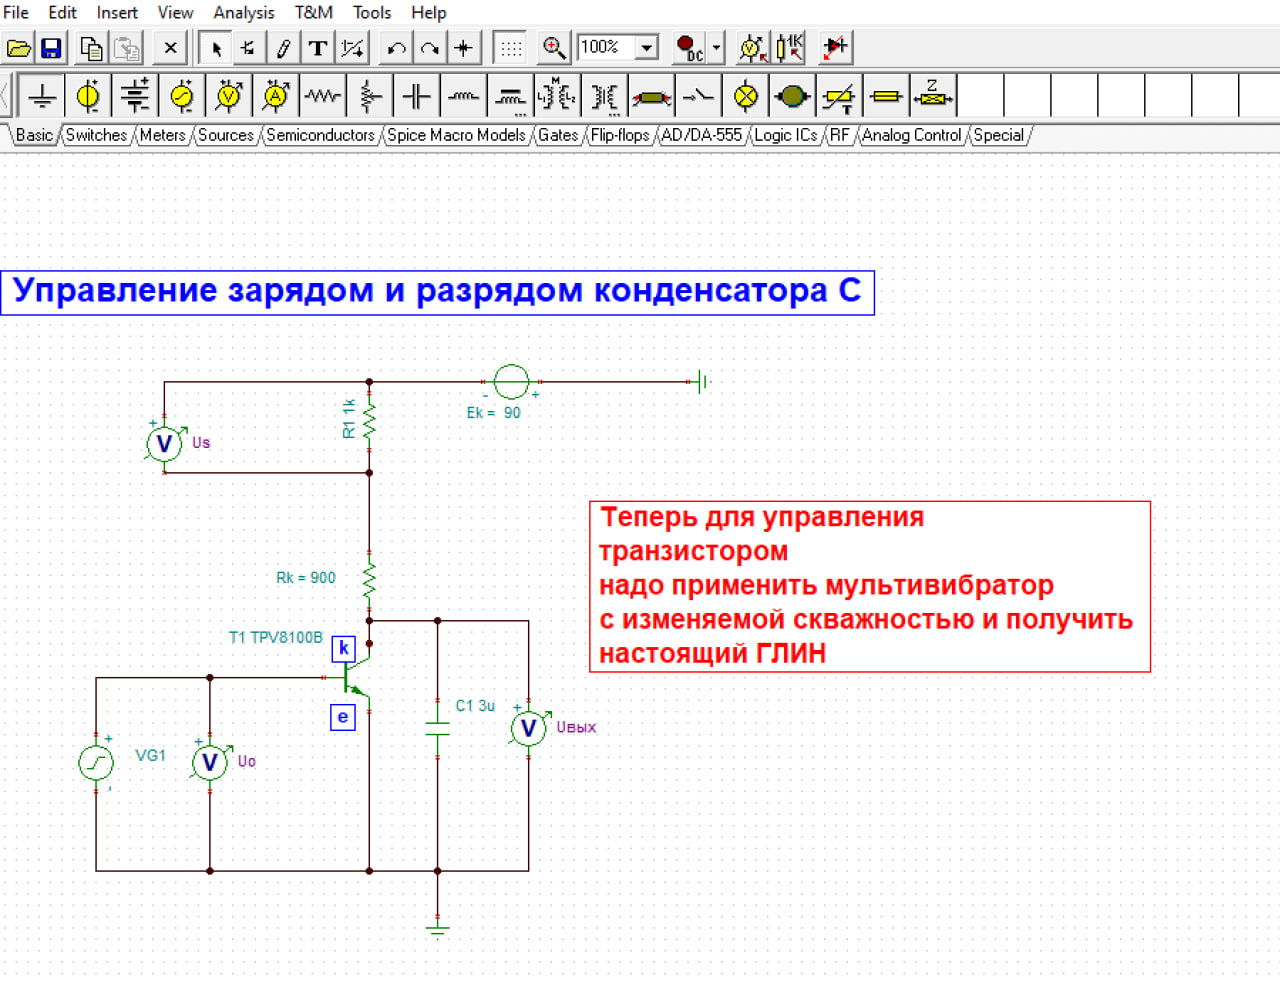 File Edit Insert View Analysis T&M Tools Help
T 100% DC V 1K
V A M Z T
Basic Switches Meters Sources Semiconductors Spice Macro Models Gates Flip-flops AD/DA-555 Logic ICs RF Analog Control Special
Управление зарядом и разрядом конденсатора С
- +
Ek = 90
R1 1k
+
V Us
Теперь для управления
транзистором
надо применить мультивибратор
с изменяемой скважностью и получить
настоящий ГЛИН
Rk = 900
T1 TPV8100B k
e
C1 3u
+
V Uвых
+
VG1
+
V Uo